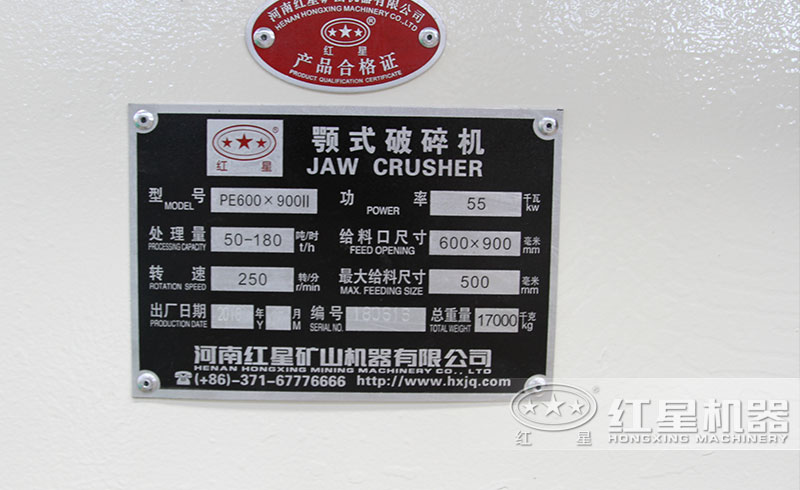 河南红星矿山机器有限公司
HENAN HONGXING MACHINERY CO.,LTD
®
红 星
产品合格证
PRODUCT QUALIFICATION CERTIFICATE
®
红 星
颚式破碎机
JAW CRUSHER
型 号 PE600×900II 功 率 55 千瓦
MODEL POWER kw
处理量 50-180 吨/时 给料口尺寸 600×900 毫米
PROCESSING CAPACITY t/h FEED OPENING mm
转 速 250 转/分 最大给料尺寸 500 毫米
ROTATION SPEED r/min MAX. FEEDING SIZE mm
出厂日期 年 月 编号 总重量 17000 千克
PRODUCTION DATE Y M SERIAL NO. TOTAL WEIGHT kg
河南红星矿山机器有限公司
HENAN HONGXING MINING MACHINERY CO., LTD
☎(+86)-371-67776666 http://www.hxjq.com
® 红星机器
红 星 HONGXING MACHINERY